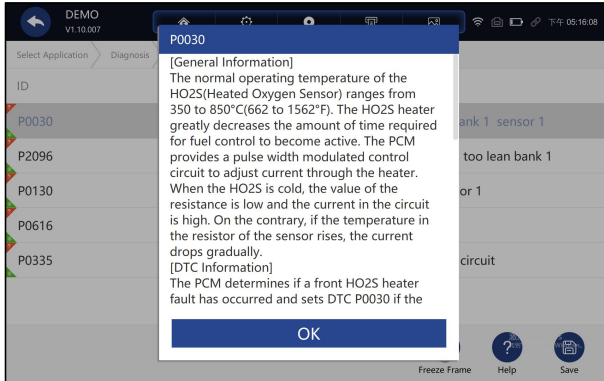 DEMO
V1.10.007
下午 05:16:08
Select Application
Diagnosis
ID
P0030
[General Information]
The normal operating temperature of the
HO2S(Heated Oxygen Sensor) ranges from
350 to 850°C(662 to 1562°F). The HO2S heater
greatly decreases the amount of time required
for fuel control to become active. The PCM
provides a pulse width modulated control
circuit to adjust current through the heater.
When the HO2S is cold, the value of the
resistance is low and the current in the circuit
is high. On the contrary, if the temperature in
the resistor of the sensor rises, the current
drops gradually.
[DTC Information]
The PCM determines if a front HO2S heater
fault has occurred and sets DTC P0030 if the
OK
P0030
ank 1 sensor 1
P2096
too lean bank 1
P0130
or 1
P0616
P0335
circuit
Freeze Frame
Help
Save